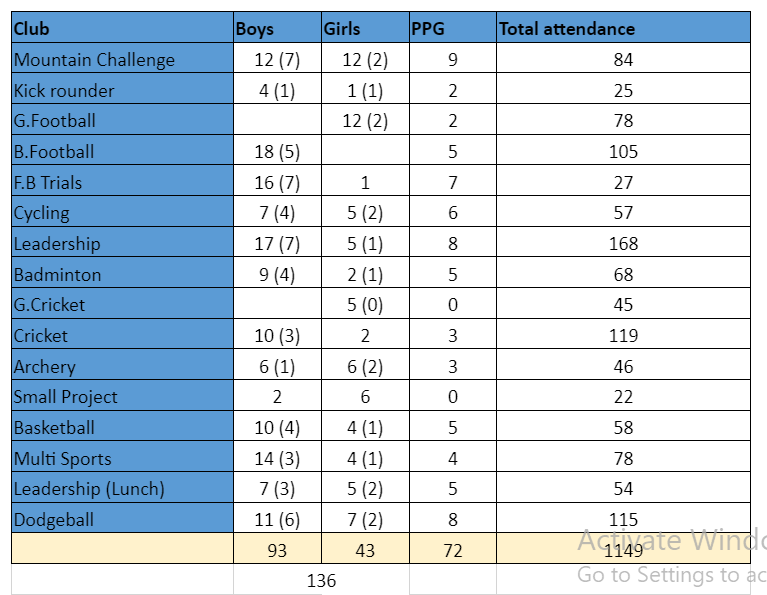 Club Boys Girls PPG Total attendance
Mountain Challenge 12 (7) 12 (2) 9 84
Kick rounder 4 (1) 1 (1) 2 25
G.Football 12 (2) 2 78
B.Football 18 (5) 5 105
F.B Trials 16 (7) 1 7 27
Cycling 7 (4) 5 (2) 6 57
Leadership 17 (7) 5 (1) 8 168
Badminton 9 (4) 2 (1) 5 68
G.Cricket 5 (0) 0 45
Cricket 10 (3) 2 3 119
Archery 6 (1) 6 (2) 3 46
Small Project 2 6 0 22
Basketball 10 (4) 4 (1) 5 58
Multi Sports 14 (3) 4 (1) 4 78
Leadership (Lunch) 7 (3) 5 (2) 5 54
Dodgeball 11 (6) 7 (2) 8 115
93 43 72 1149
136
Activate Windo
Go to Settings to ac